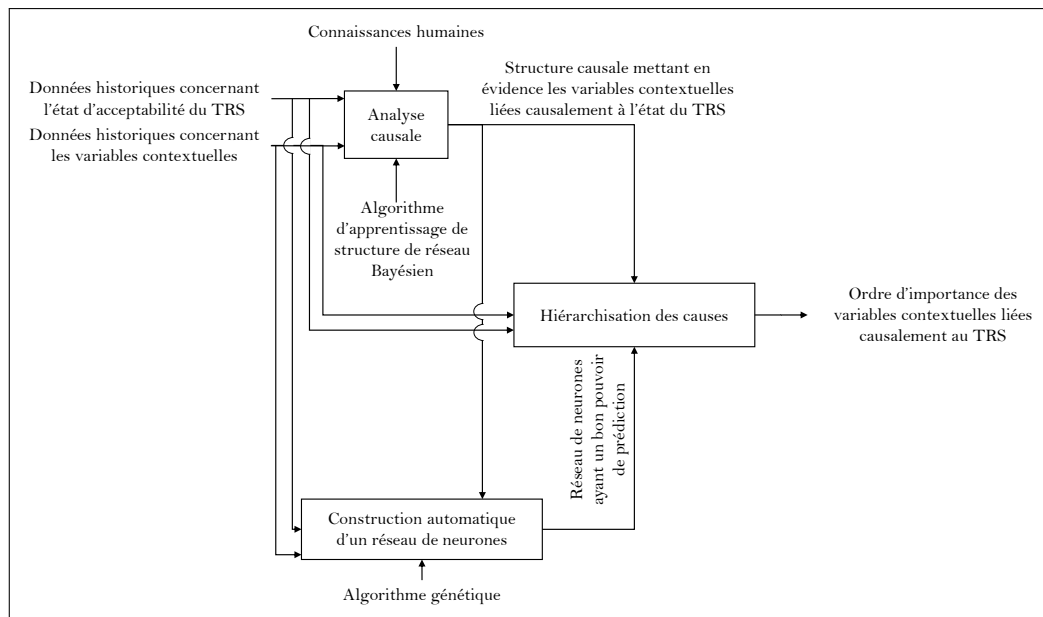 Connaissances humaines
Données historiques concernant
l'état d'acceptabilité du TRS
Données historiques concernant
les variables contextuelles
Analyse
causale
Structure causale mettant en
évidence les variables contextuelles
liées causalement à l'état du TRS
Algorithme
d'apprentissage de
structure de réseau
Bayésien
Hiérarchisation des causes
Ordre d'importance des
variables contextuelles liées
causalement au TRS
Réseau de neurones
ayant un bon pouvoir
de prédiction
Construction automatique
d'un réseau de neurones
Algorithme génétique